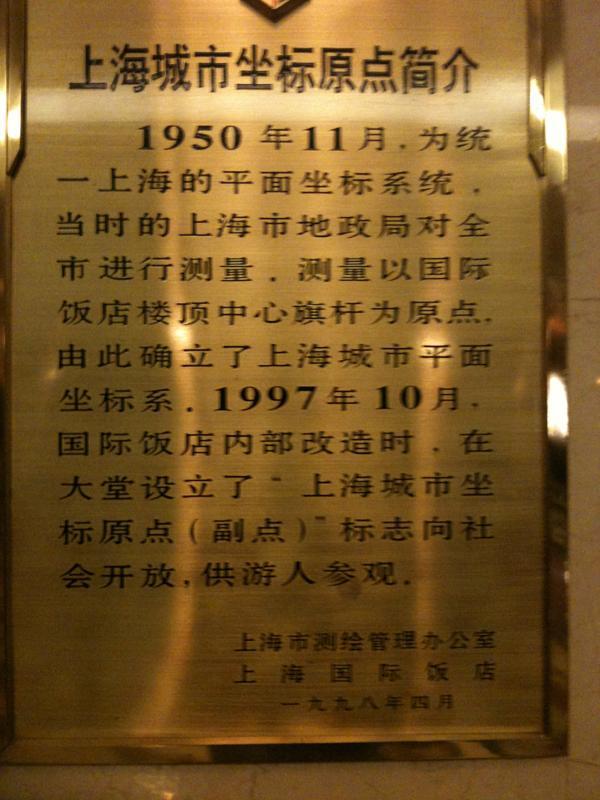 上海城市坐标原点简介
1950年11月，为统
一上海的平面坐标系统，
当时的上海市地政局对全
市进行测量，测量以国际
饭店楼顶中心旗杆为原点，
由此确立了上海城市平面
坐标系。1997年10月，
国际饭店内部改造时，在
大堂设立了“上海城市坐
标原点(副点)”标志向社
会开放，供游人参观。
上海市测绘管理办公室
上海国际饭店
一九九八年四月